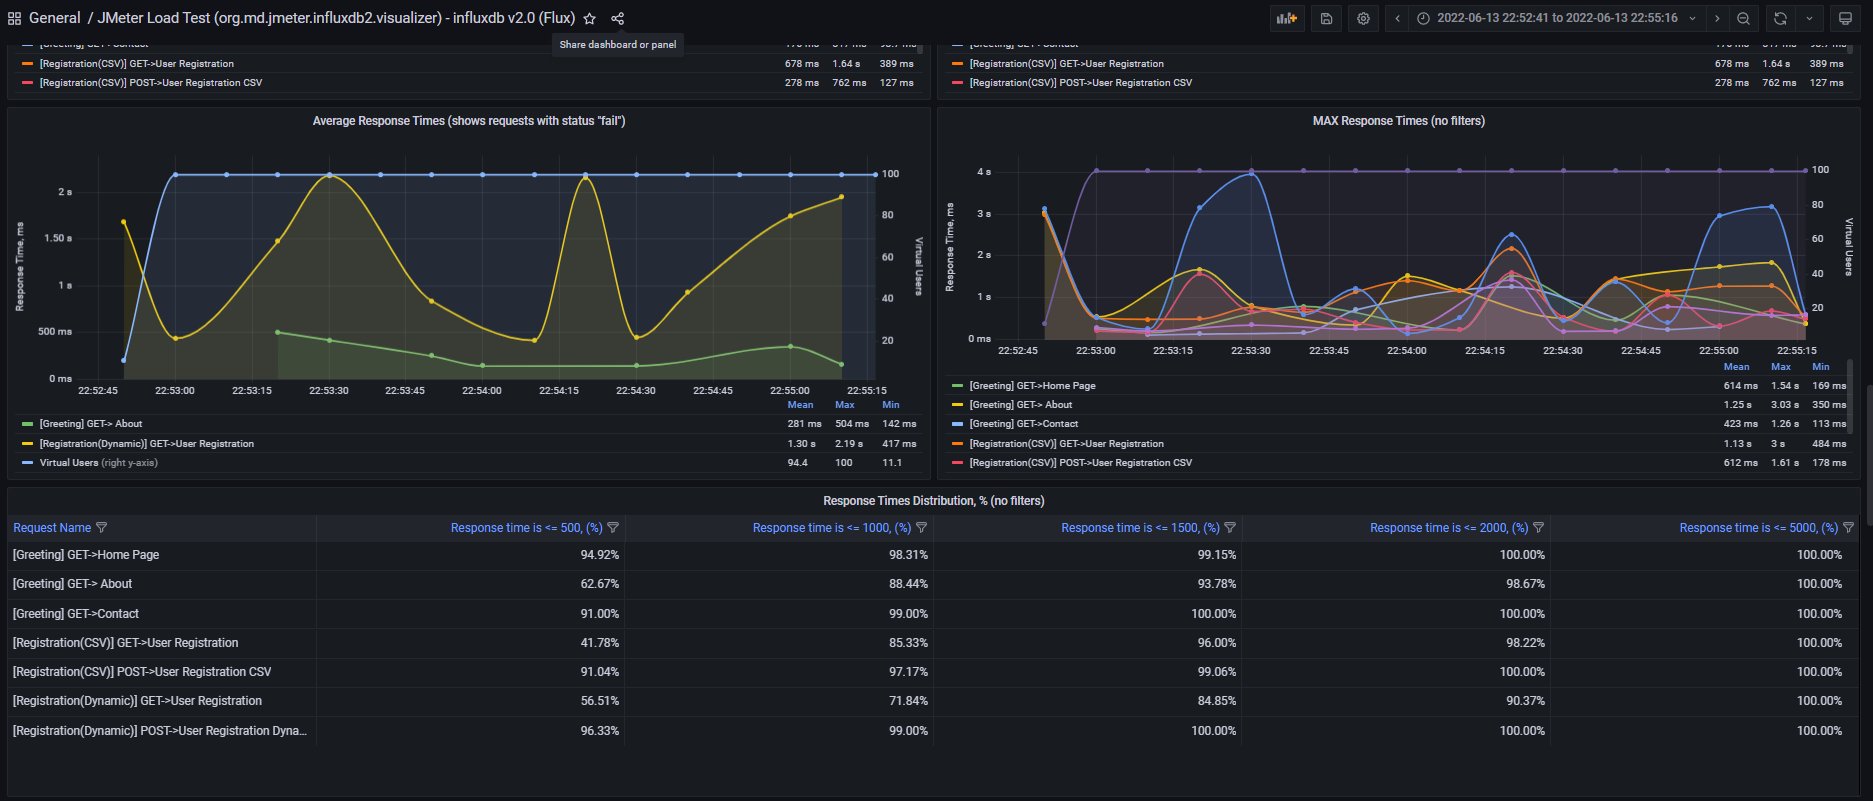 General / JMeter Load Test (org.md.jmeter.influxdb2.visualizer) - influxdb v2.0 (Flux)
2022-06-13 22:52:41 to 2022-06-13 22:55:16
Share dashboard or panel
[Greeting] GET->Contact
[Registration(CSV)] GET->User Registration 678 ms 1.64 s 389 ms
[Registration(CSV)] POST->User Registration CSV 278 ms 762 ms 127 ms
[Greeting] GET->Contact
[Registration(CSV)] GET->User Registration 678 ms 1.64 s 389 ms
[Registration(CSV)] POST->User Registration CSV 278 ms 762 ms 127 ms
Average Response Times (shows requests with status "fail")
Response Time, ms
2 s
1.50 s
1 s
500 ms
0 ms
100
80
60
40
20
Virtual Users
22:52:45 22:53:00 22:53:15 22:53:30 22:53:45 22:54:00 22:54:15 22:54:30 22:54:45 22:55:00 22:55:15
Mean Max Min
[Greeting] GET-> About 281 ms 504 ms 142 ms
[Registration(Dynamic)] GET->User Registration 1.30 s 2.19 s 417 ms
Virtual Users (right y-axis) 94.4 100 11.1
MAX Response Times (no filters)
Response Time, ms
4 s
3 s
2 s
1 s
0 ms
100
80
60
40
20
Virtual Users
22:52:45 22:53:00 22:53:15 22:53:30 22:53:45 22:54:00 22:54:15 22:54:30 22:54:45 22:55:00 22:55:15
Mean Max Min
[Greeting] GET->Home Page 614 ms 1.54 s 169 ms
[Greeting] GET-> About 1.25 s 3.03 s 350 ms
[Greeting] GET->Contact 423 ms 1.26 s 113 ms
[Registration(CSV)] GET->User Registration 1.13 s 3 s 484 ms
[Registration(CSV)] POST->User Registration CSV 612 ms 1.61 s 178 ms
Response Times Distribution, % (no filters)
Request Name Response time is <= 500, (%) Response time is <= 1000, (%) Response time is <= 1500, (%) Response time is <= 2000, (%) Response time is <= 5000, (%)
[Greeting] GET->Home Page 94.92% 98.31% 99.15% 100.00% 100.00%
[Greeting] GET-> About 62.67% 88.44% 93.78% 98.67% 100.00%
[Greeting] GET->Contact 91.00% 99.00% 100.00% 100.00% 100.00%
[Registration(CSV)] GET->User Registration 41.78% 85.33% 96.00% 98.22% 100.00%
[Registration(CSV)] POST->User Registration CSV 91.04% 97.17% 99.06% 100.00% 100.00%
[Registration(Dynamic)] GET->User Registration 56.51% 71.84% 84.85% 90.37% 100.00%
[Registration(Dynamic)] POST->User Registration Dyna... 96.33% 99.00% 100.00% 100.00% 100.00%